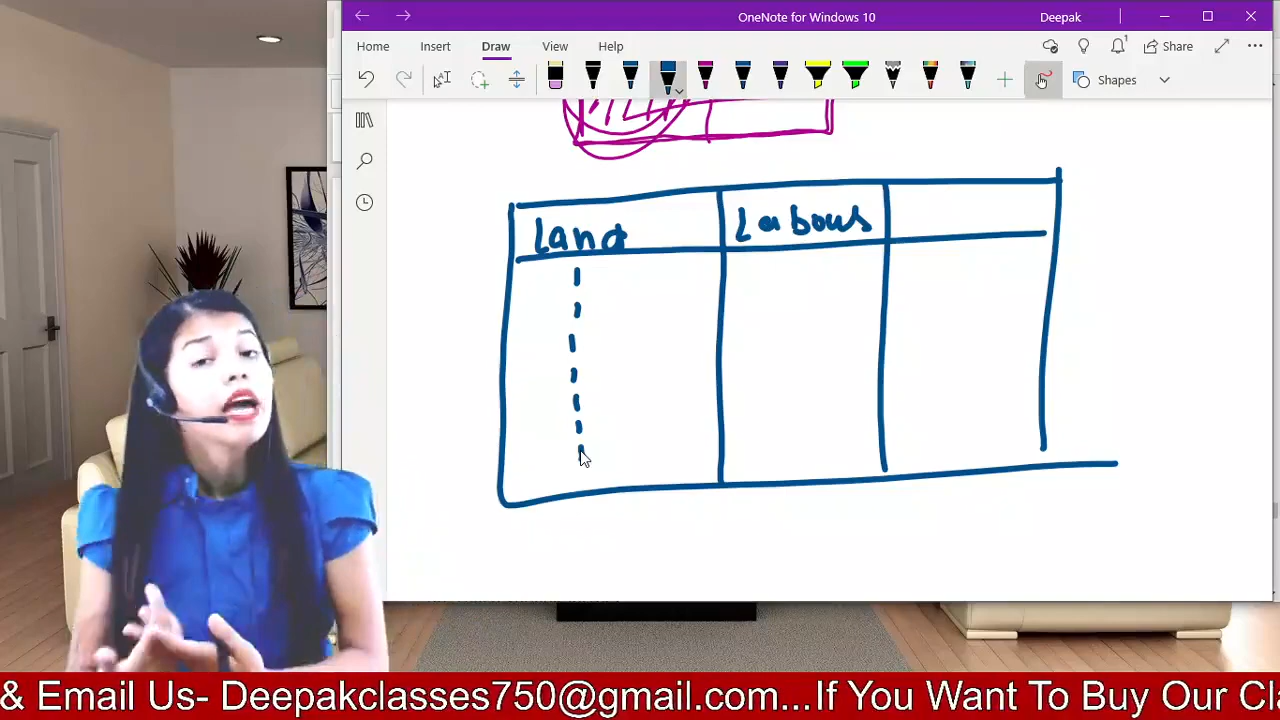 OneNote for Windows 10
Deepak
Home Insert Draw View Help
Share
Shapes
Land Labour
& Email Us- Deepakclasses750@gmail.com...If You Want To Buy Our Cl